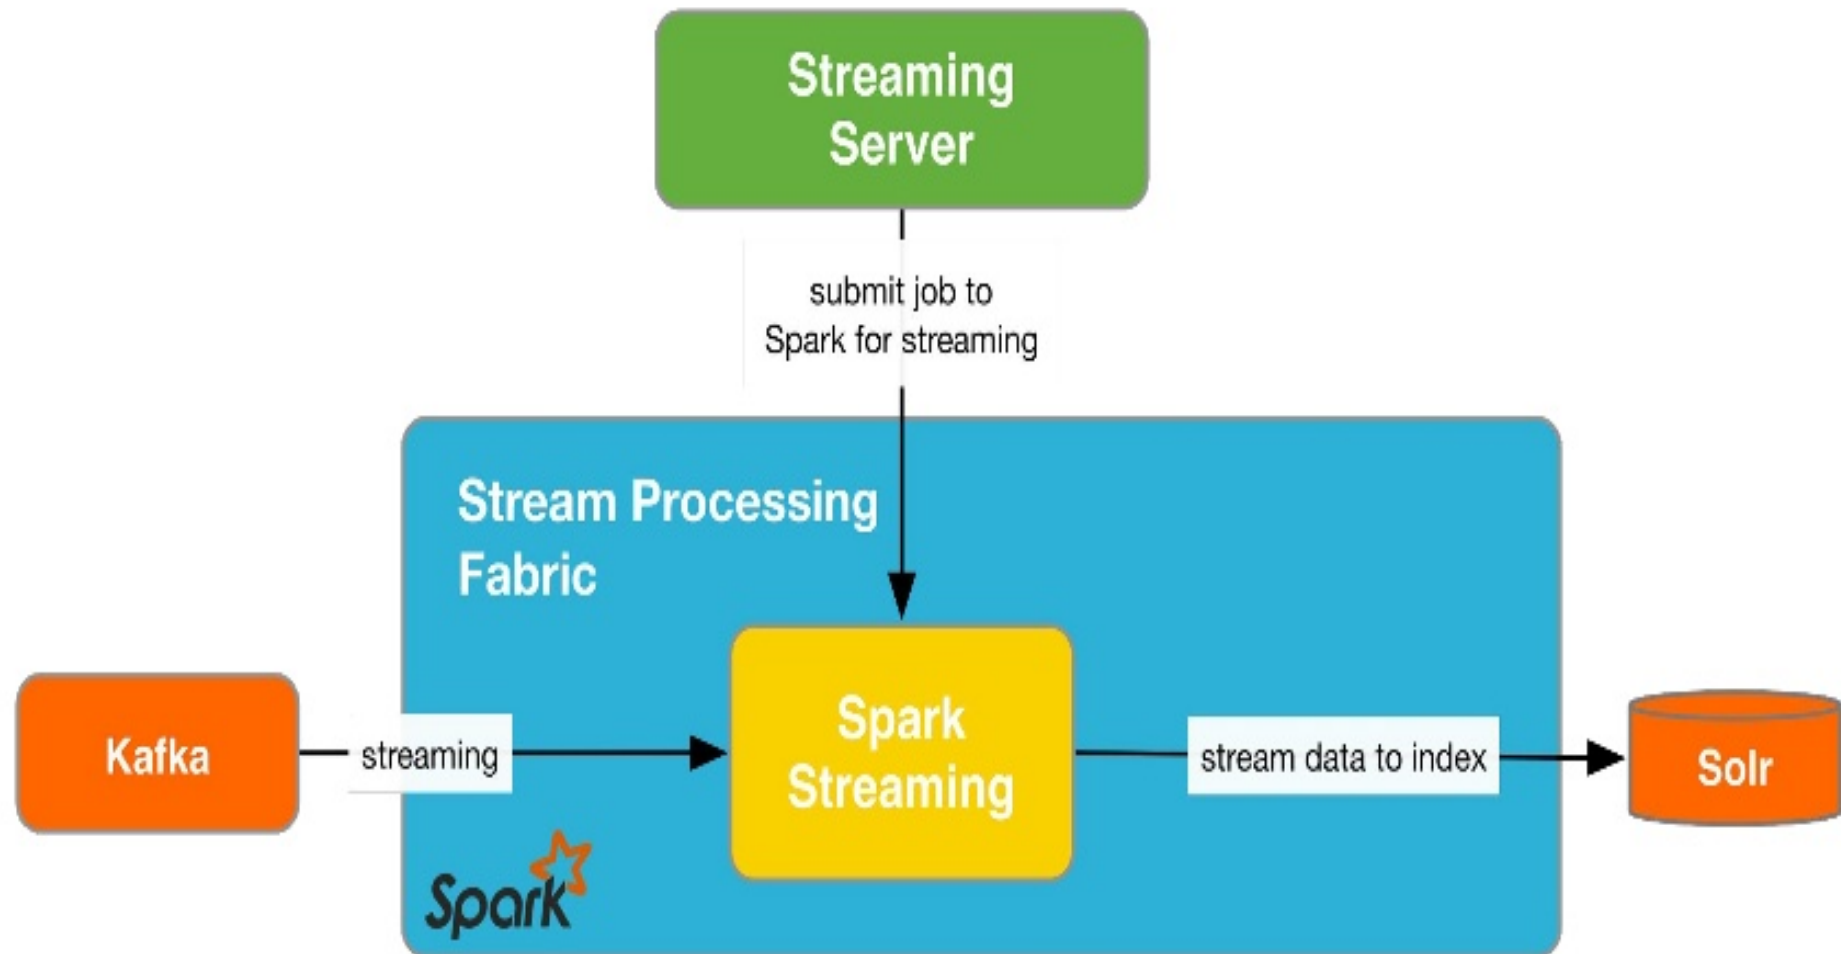 Streaming
Server
submit job to
Spark for streaming
Stream Processing
Fabric
Kafka
streaming
Spark
Streaming
stream data to index
Solr
Spark